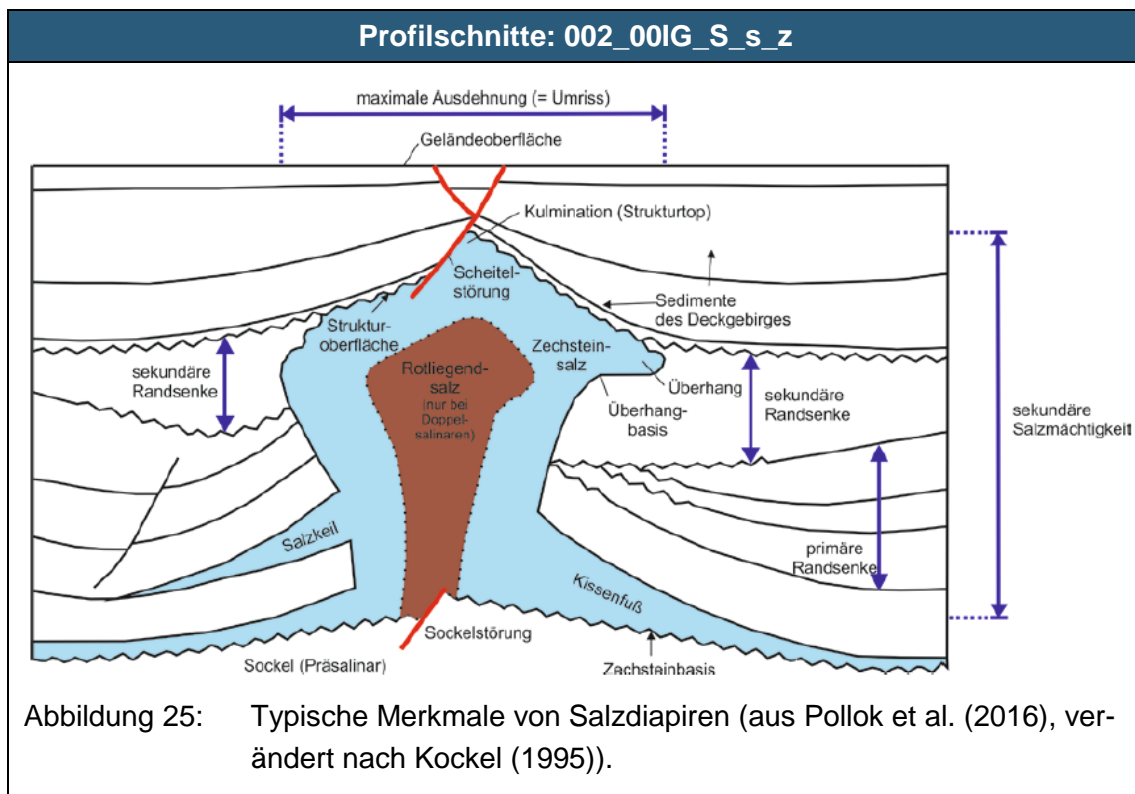 Profilschnitte: 002_00IG_S_s_z
maximale Ausdehnung (= Umriss)
Geländeoberfläche
Kulmination (Strukturtop)
Scheitel-
störung
Sedimente
des Deckgebirges
Struktur-
oberfläche
Zechstein-
salz
sekundäre
Randsenke
Rotliegend-
salz
(nur bei
Doppel-
salinaren)
Überhang
Überhang-
basis
sekundäre
Randsenke
sekundäre
Salzmächtigkeit
Salzkeil
primäre
Randsenke
Kissenfuß
Sockelstörung
Sockel (Präsalinar)
Zechsteinbasis
Abbildung 25: Typische Merkmale von Salzdiapiren (aus Pollok et al. (2016), ver-
ändert nach Kockel (1995)).